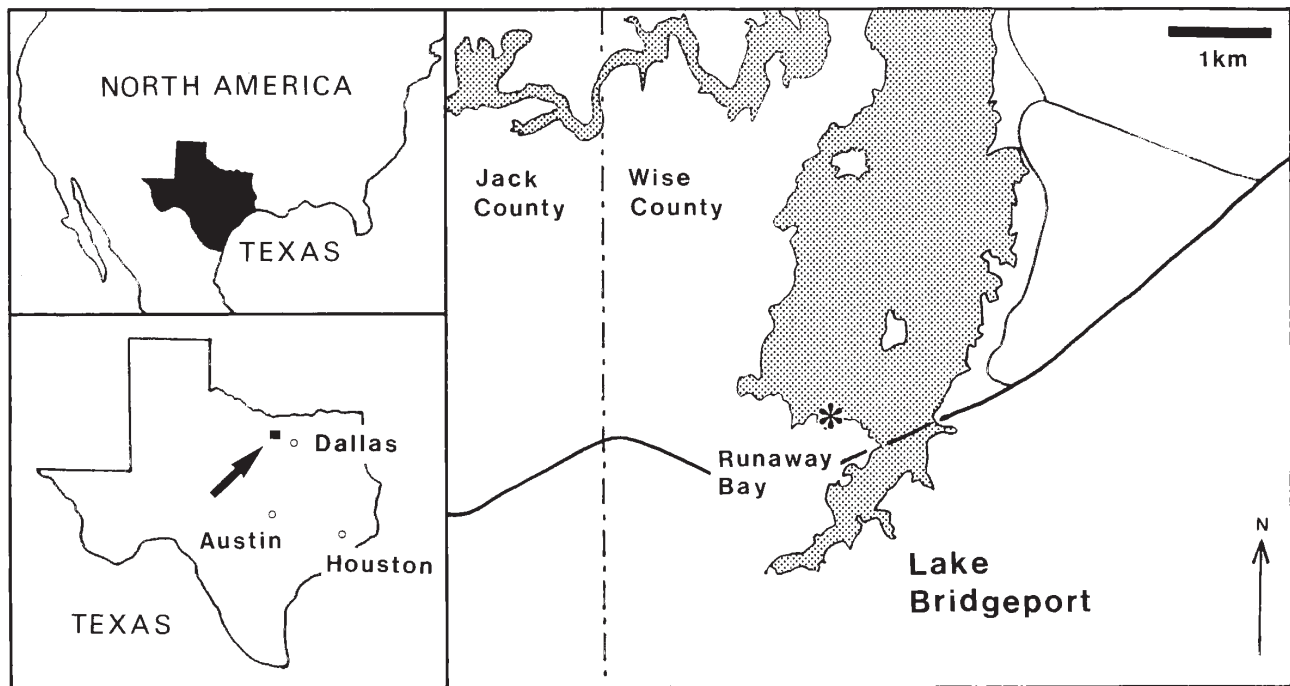 NORTH AMERICA
TEXAS
Dallas
Austin
Houston
TEXAS
1km
Jack
County
Wise
County
Runaway
Bay
Lake
Bridgeport
N